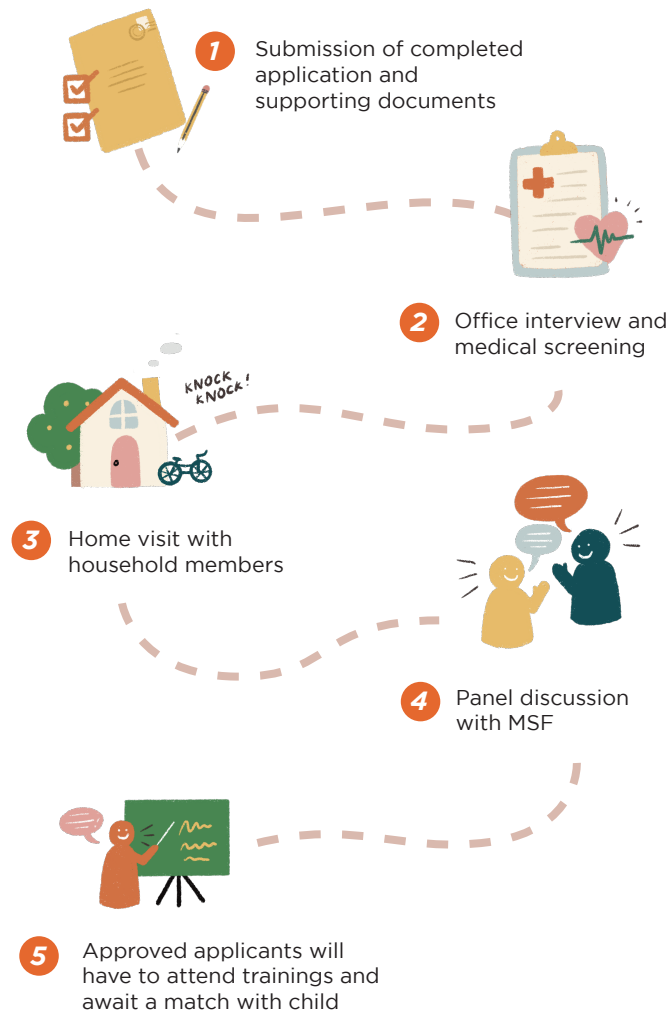 1
Submission of completed
application and
supporting documents
2
Office interview and
medical screening
KNOCK
KNOCK!
3
Home visit with
household members
4
Panel discussion
with MSF
5
Approved applicants will
have to attend trainings and
await a match with child